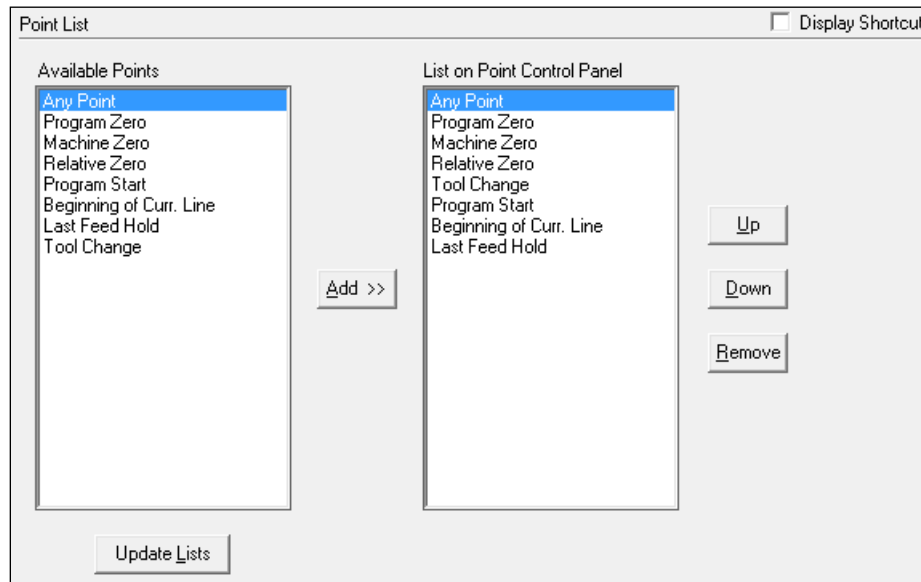 Point List
Display Shortcut
Available Points
Any Point
Program Zero
Machine Zero
Relative Zero
Program Start
Beginning of Curr. Line
Last Feed Hold
Tool Change
Add >>
List on Point Control Panel
Any Point
Program Zero
Machine Zero
Relative Zero
Tool Change
Program Start
Beginning of Curr. Line
Last Feed Hold
Up
Down
Remove
Update Lists